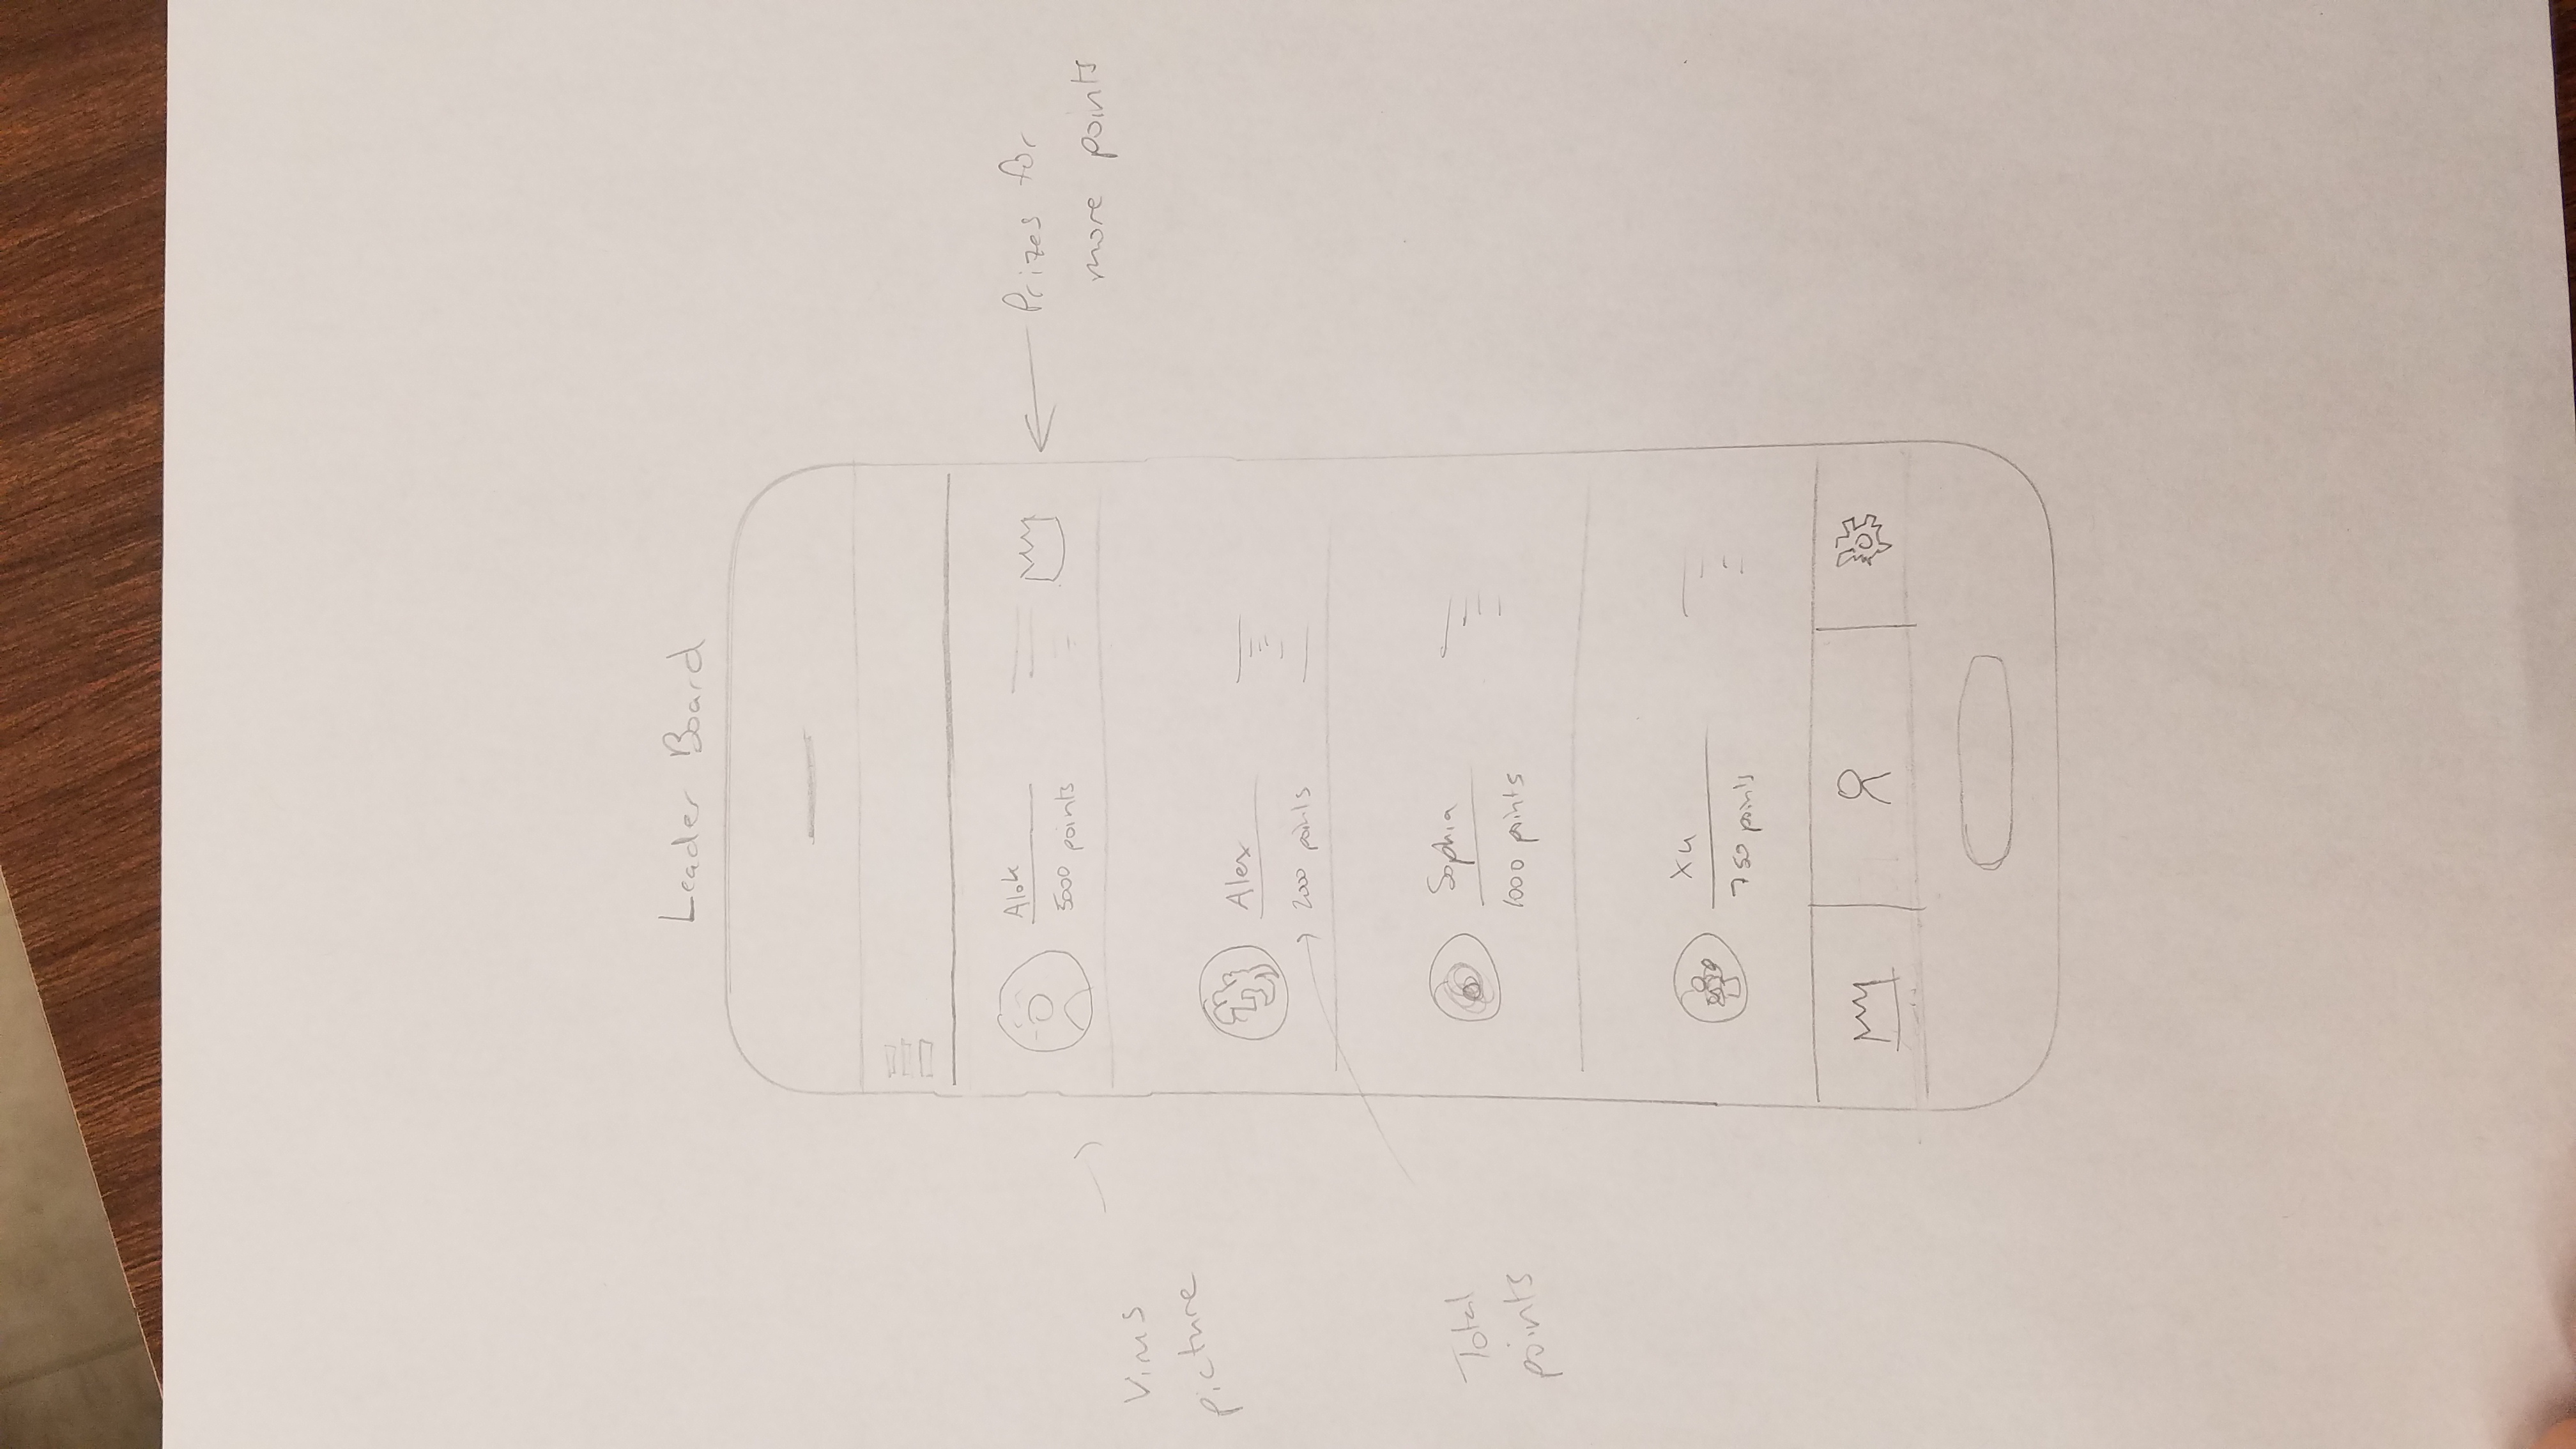 Leader Board
Alok
5000 points
Prizes for
more points
Virus
picture
Alex
2000 points
Sophia
1000 points
Total
points
Xu
750 points